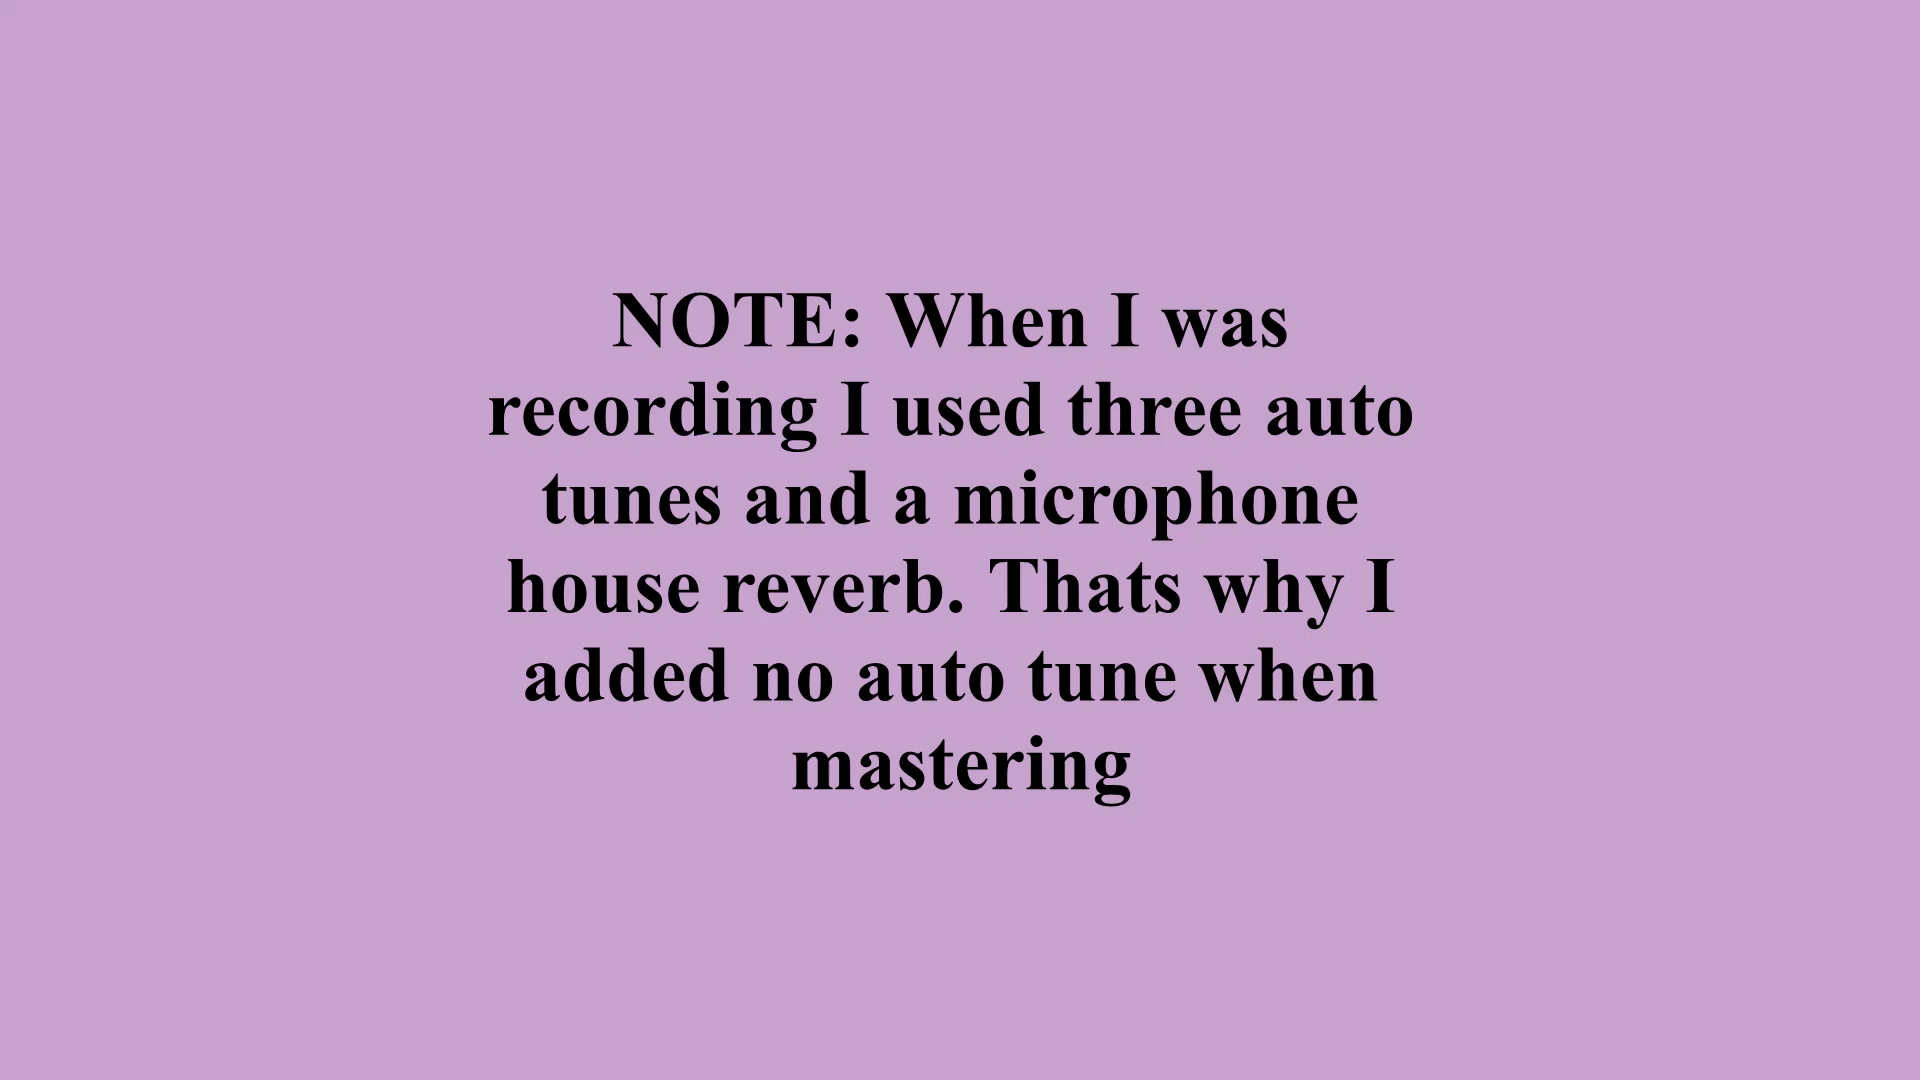 NOTE: When I was
recording I used three auto
tunes and a microphone
house reverb. Thats why I
added no auto tune when
mastering